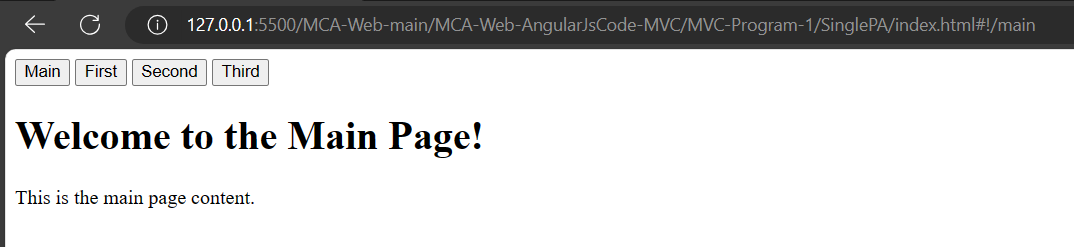 127.0.0.1:5500/MCA-Web-main/MCA-Web-AngularJsCode-MVC/MVC-Program-1/SinglePA/index.html#!/main
Main First Second Third
Welcome to the Main Page!
This is the main page content.